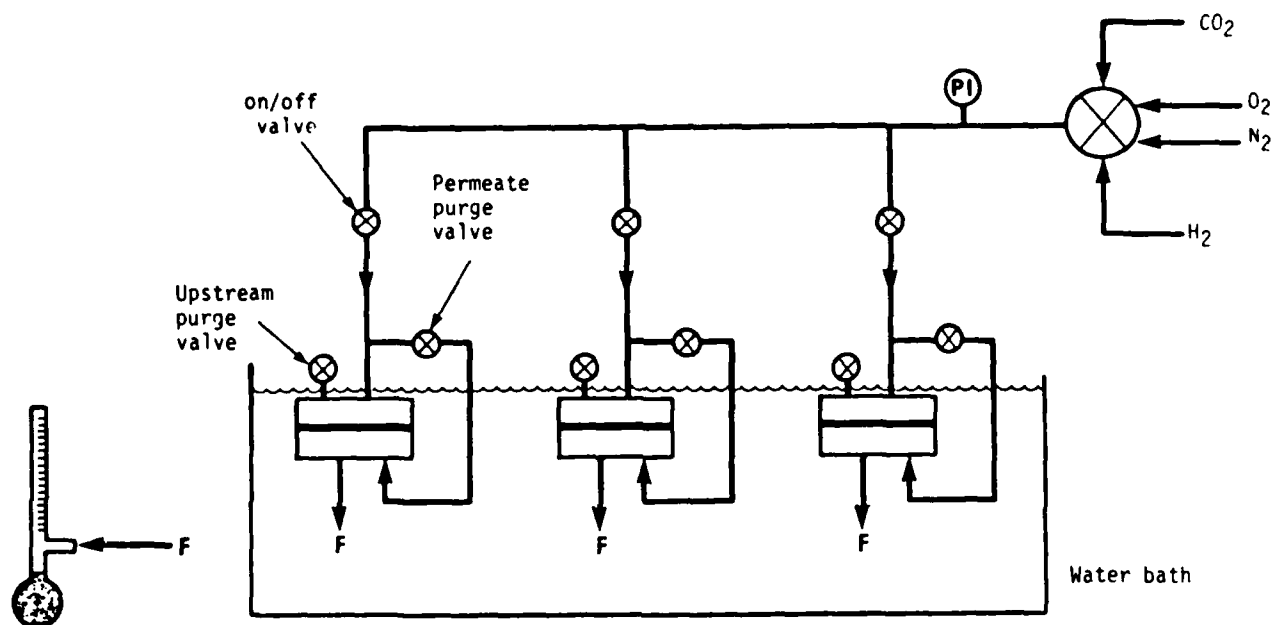 CO2
PI
O2
N2
on/off
valve
Permeate
purge
valve
H2
Upstream
purge
valve
F
F
F
F
Water bath